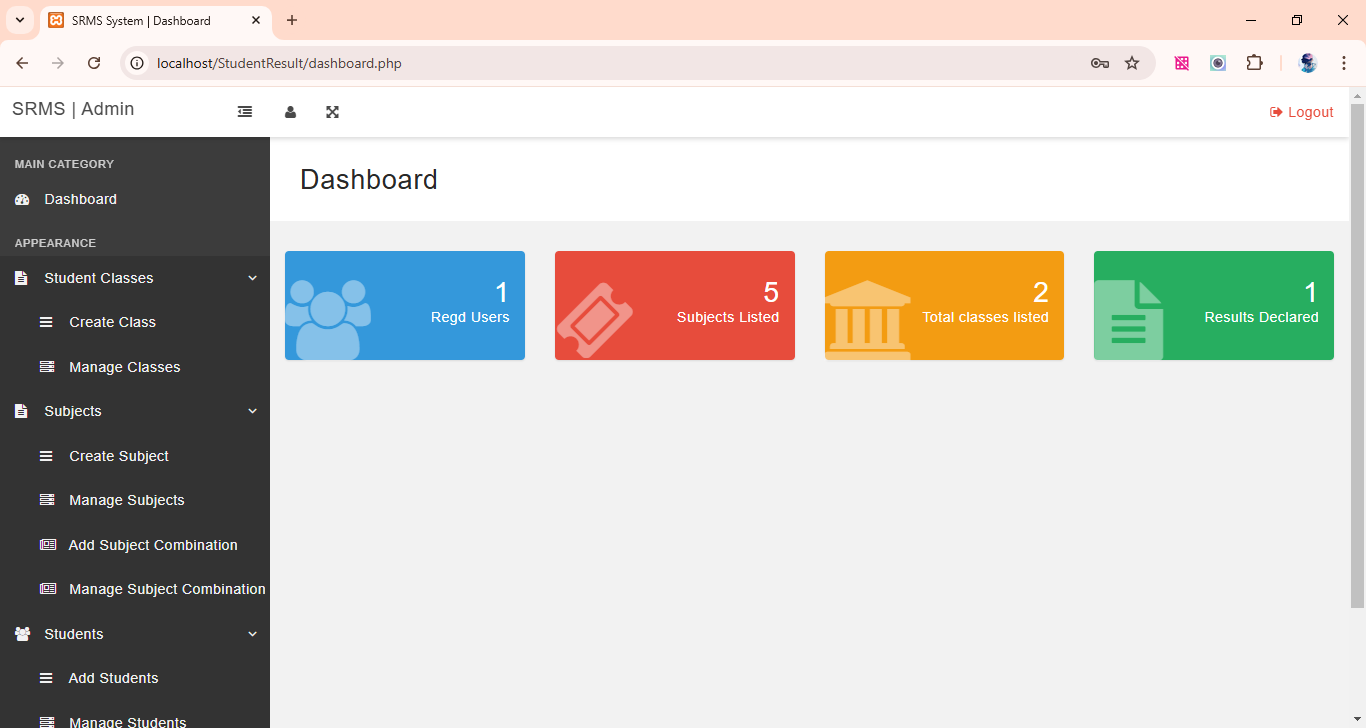 SRMS System | Dashboard
localhost/StudentResult/dashboard.php
SRMS | Admin
Logout
MAIN CATEGORY
Dashboard
APPEARANCE
Student Classes
Create Class
Manage Classes
Subjects
Create Subject
Manage Subjects
Add Subject Combination
Manage Subject Combination
Students
Add Students
Manage Students
Dashboard
1
Regd Users
5
Subjects Listed
2
Total classes listed
1
Results Declared